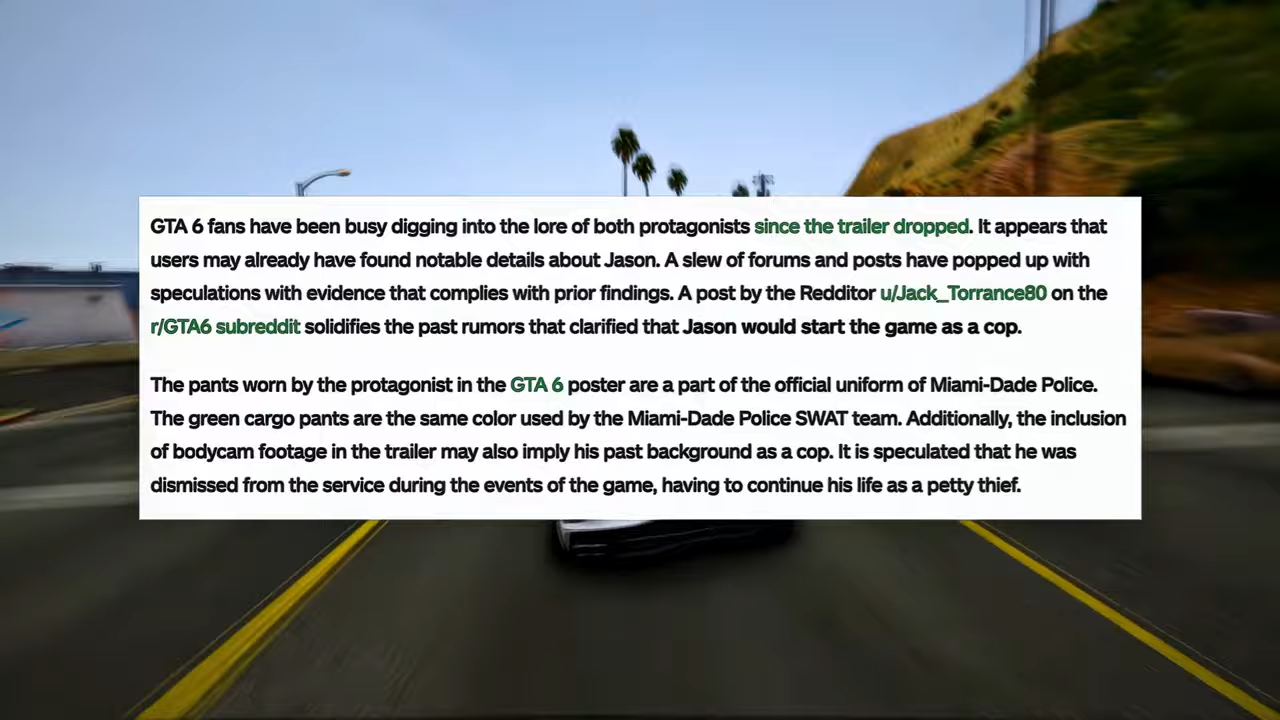 GTA 6 fans have been busy digging into the lore of both protagonists since the trailer dropped. It appears that
users may already have found notable details about Jason. A slew of forums and posts have popped up with
speculations with evidence that complies with prior findings. A post by the Redditor u/Jack_Torrance80 on the
r/GTA6 subreddit solidifies the past rumors that clarified that Jason would start the game as a cop.
The pants worn by the protagonist in the GTA 6 poster are a part of the official uniform of Miami-Dade Police.
The green cargo pants are the same color used by the Miami-Dade Police SWAT team. Additionally, the inclusion
of bodycam footage in the trailer may also imply his past background as a cop. It is speculated that he was
dismissed from the service during the events of the game, having to continue his life as a petty thief.